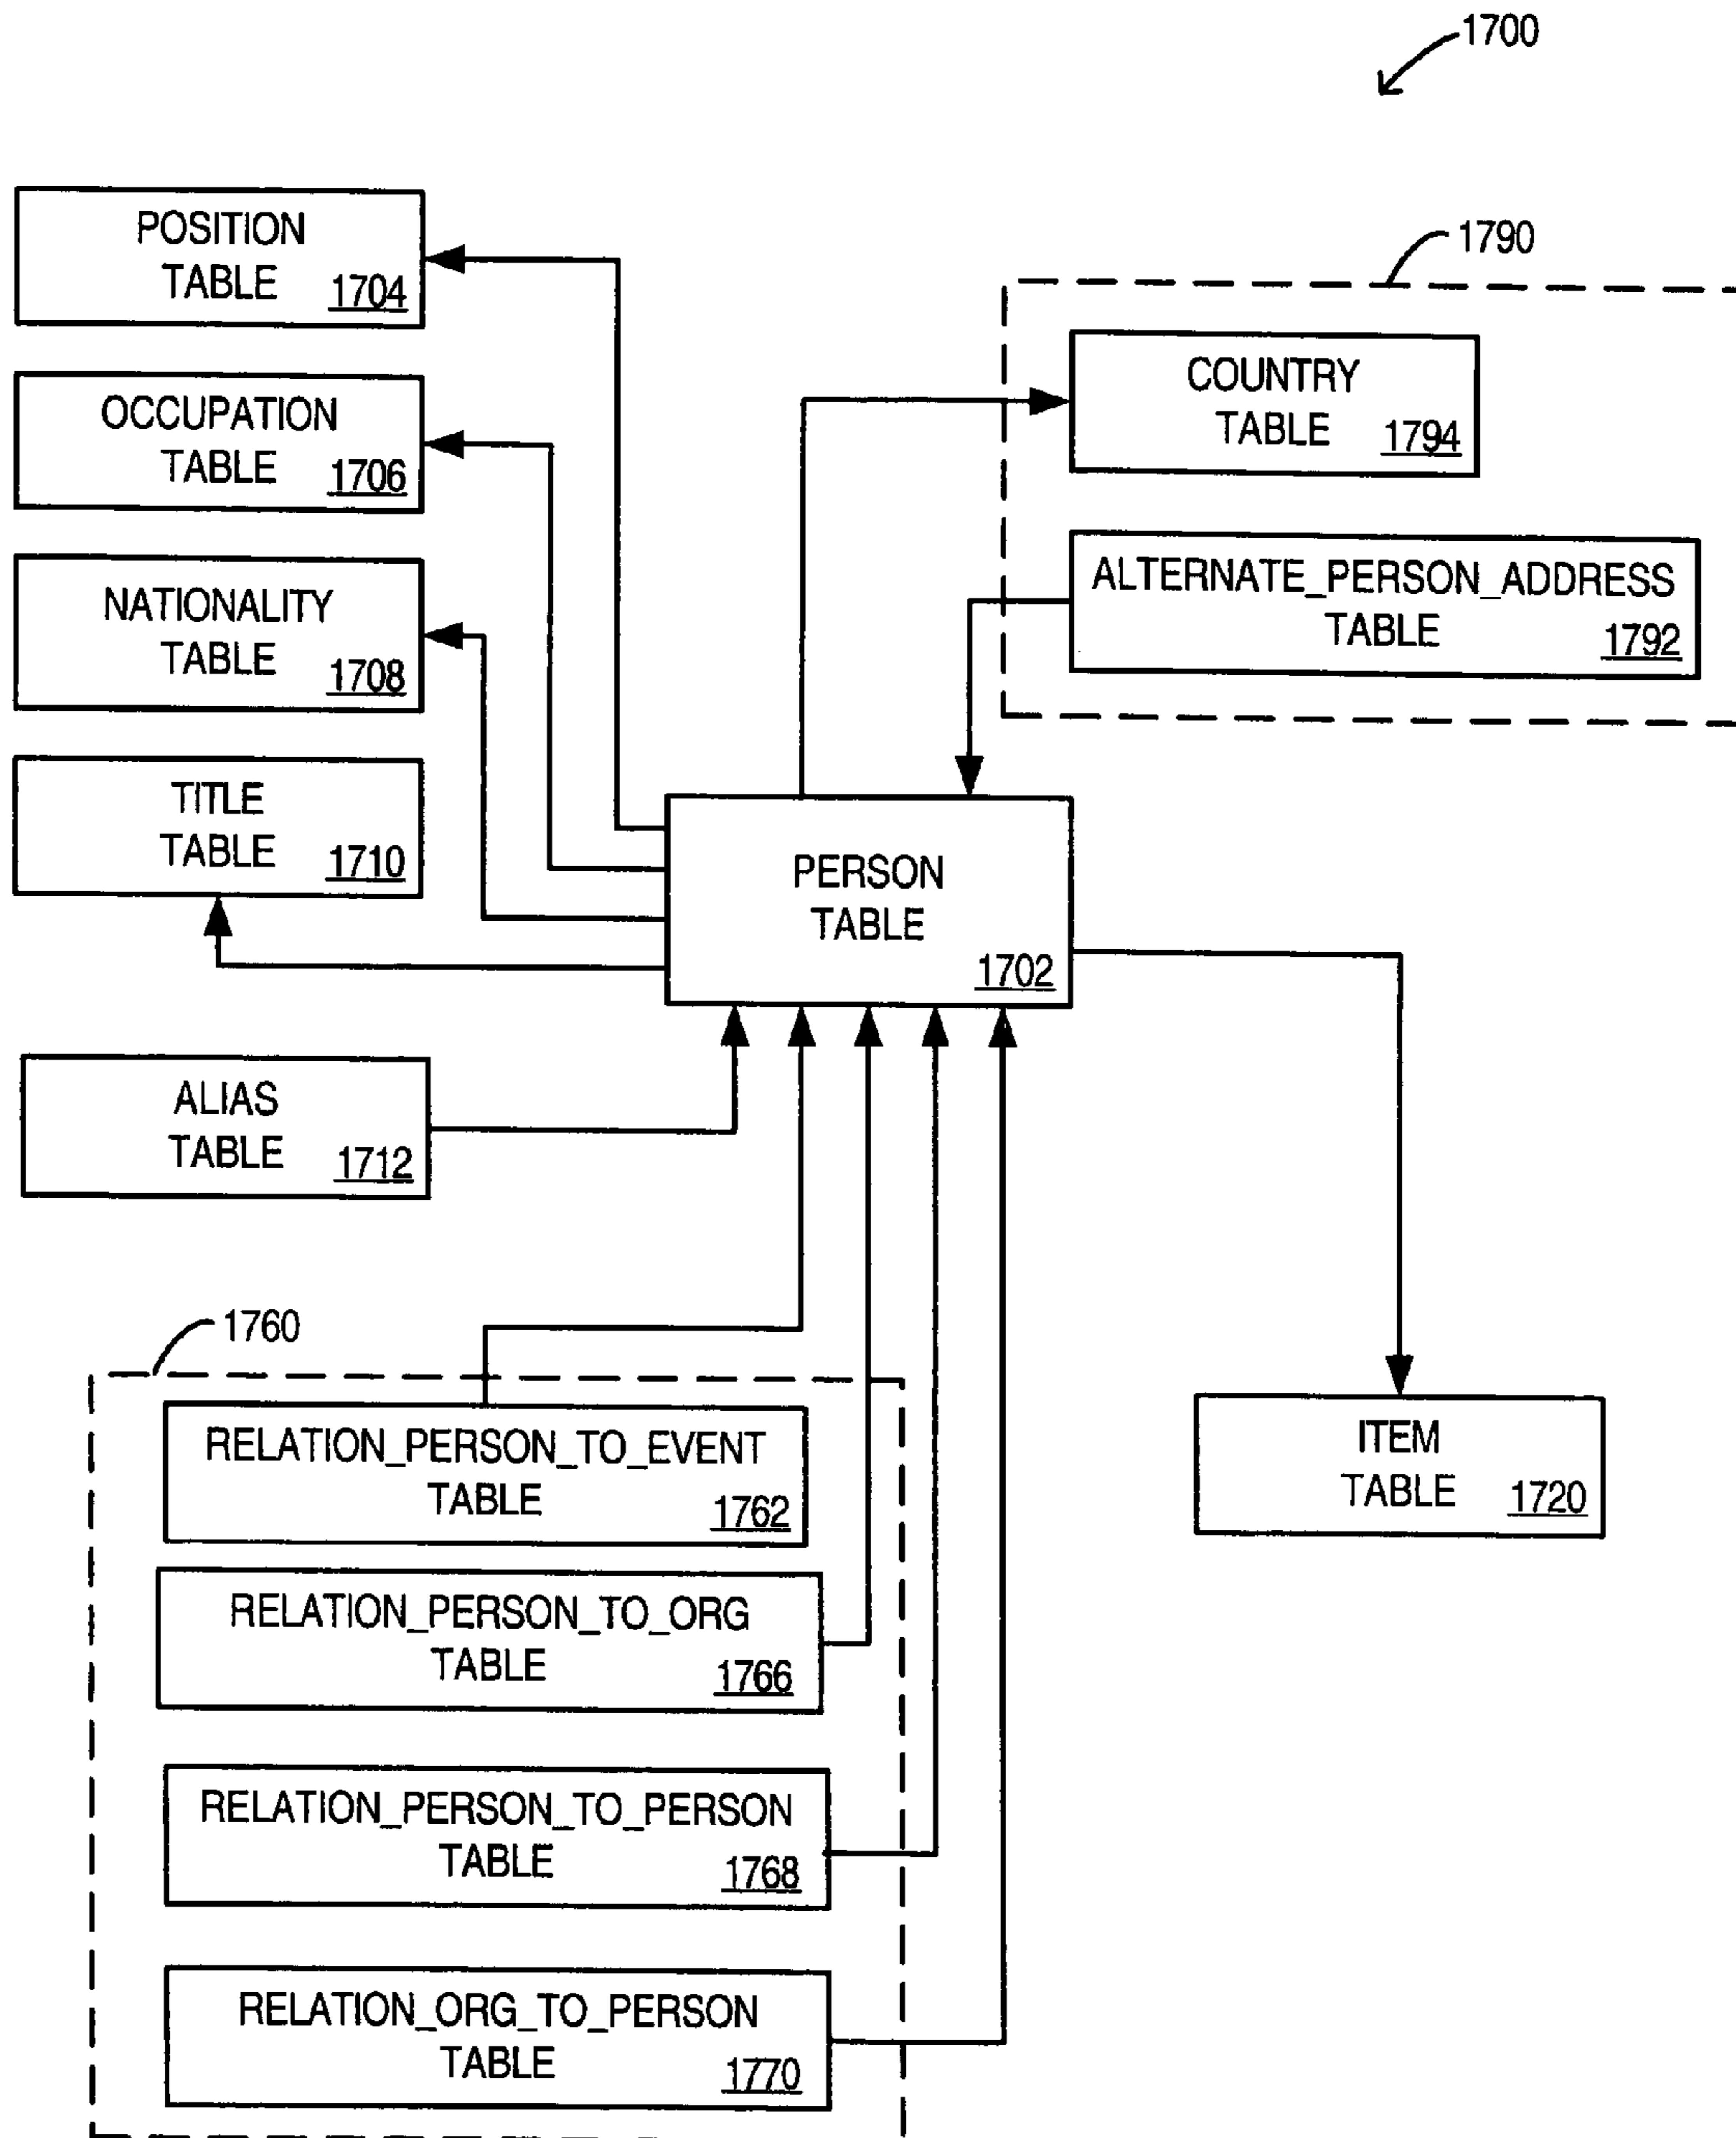 1700
POSITION
TABLE 1704
1790
COUNTRY
TABLE 1794
OCCUPATION
TABLE 1706
ALTERNATE_PERSON_ADDRESS
TABLE 1792
NATIONALITY
TABLE 1708
TITLE
TABLE 1710
PERSON
TABLE
1702
ALIAS
TABLE 1712
1760
RELATION_PERSON_TO_EVENT
TABLE 1762
ITEM
TABLE 1720
RELATION_PERSON_TO_ORG
TABLE 1766
RELATION_PERSON_TO_PERSON
TABLE 1768
RELATION_ORG_TO_PERSON
TABLE 1770